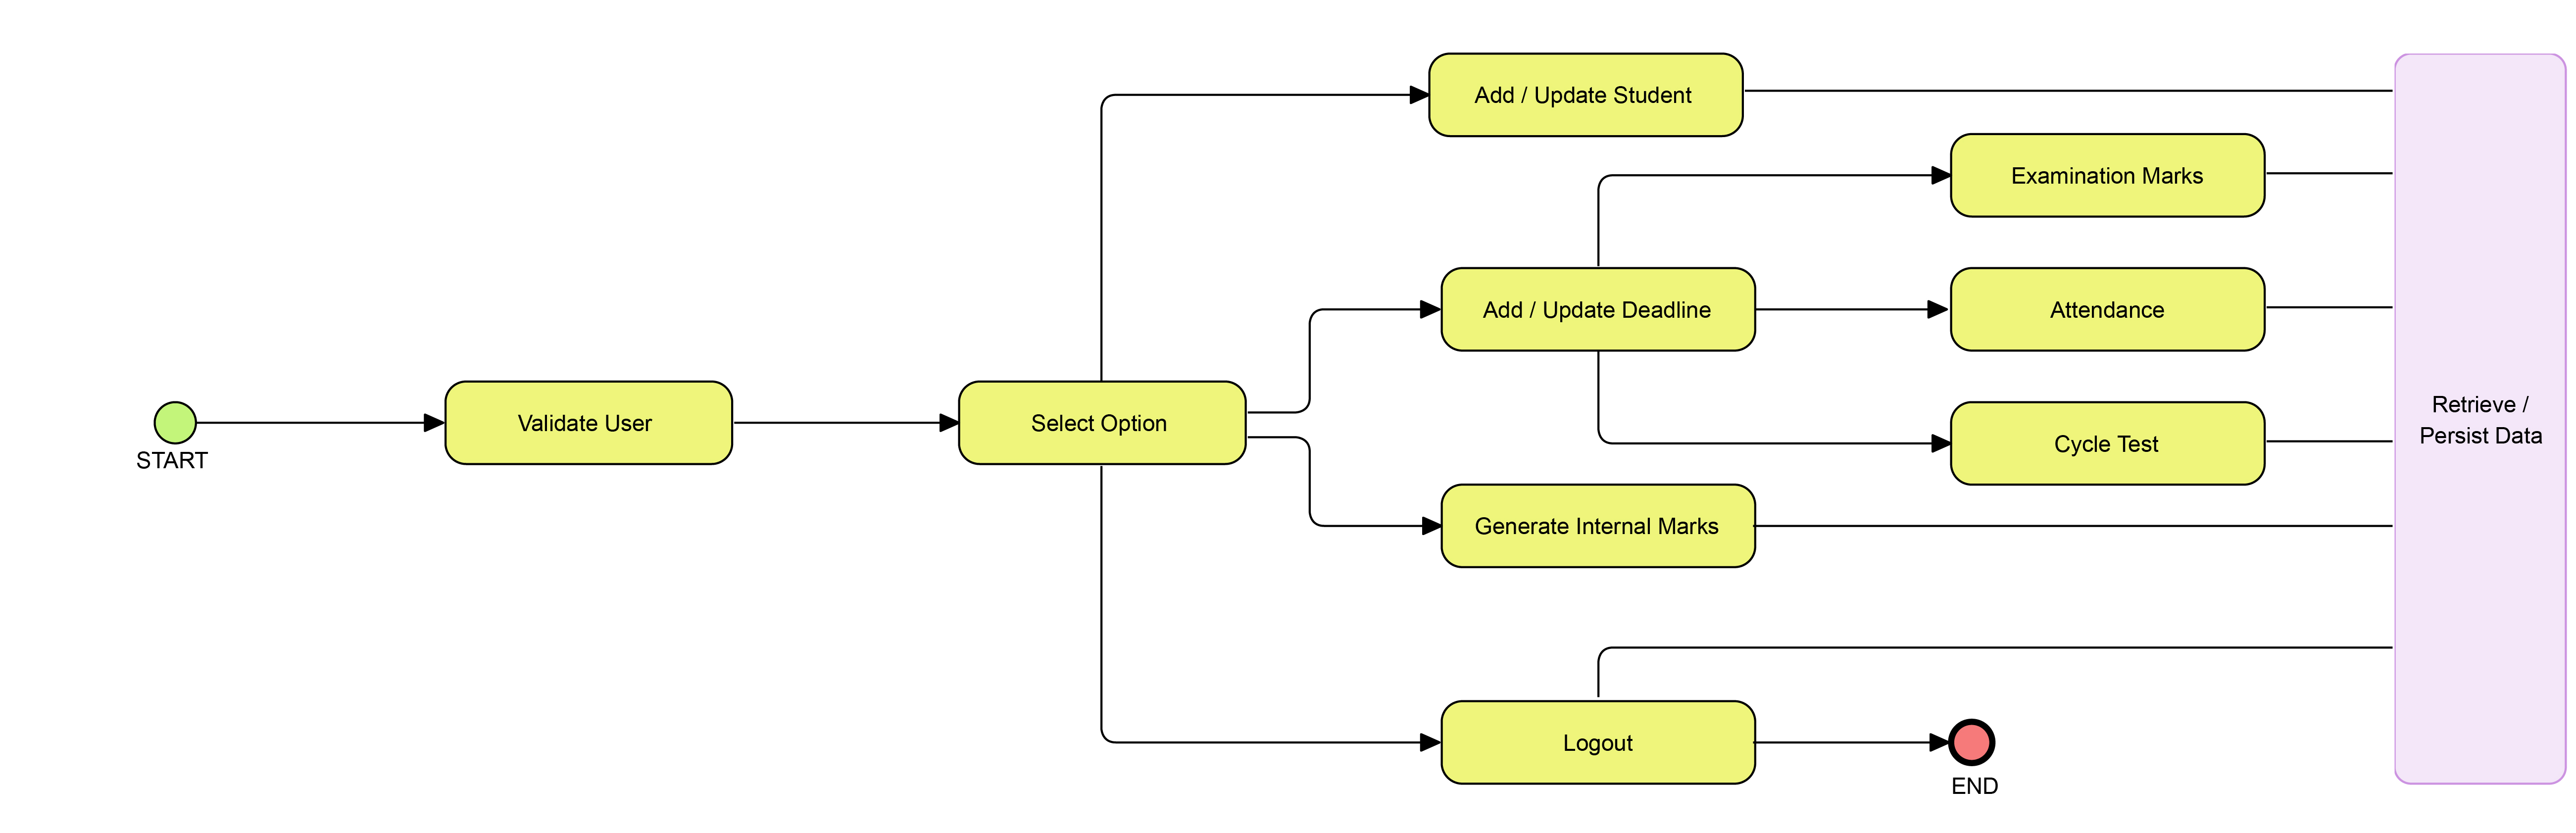 Add / Update Student
Examination Marks
Add / Update Deadline
Attendance
Retrieve /
Persist Data
Validate User
Select Option
Cycle Test
START
Generate Internal Marks
Logout
END